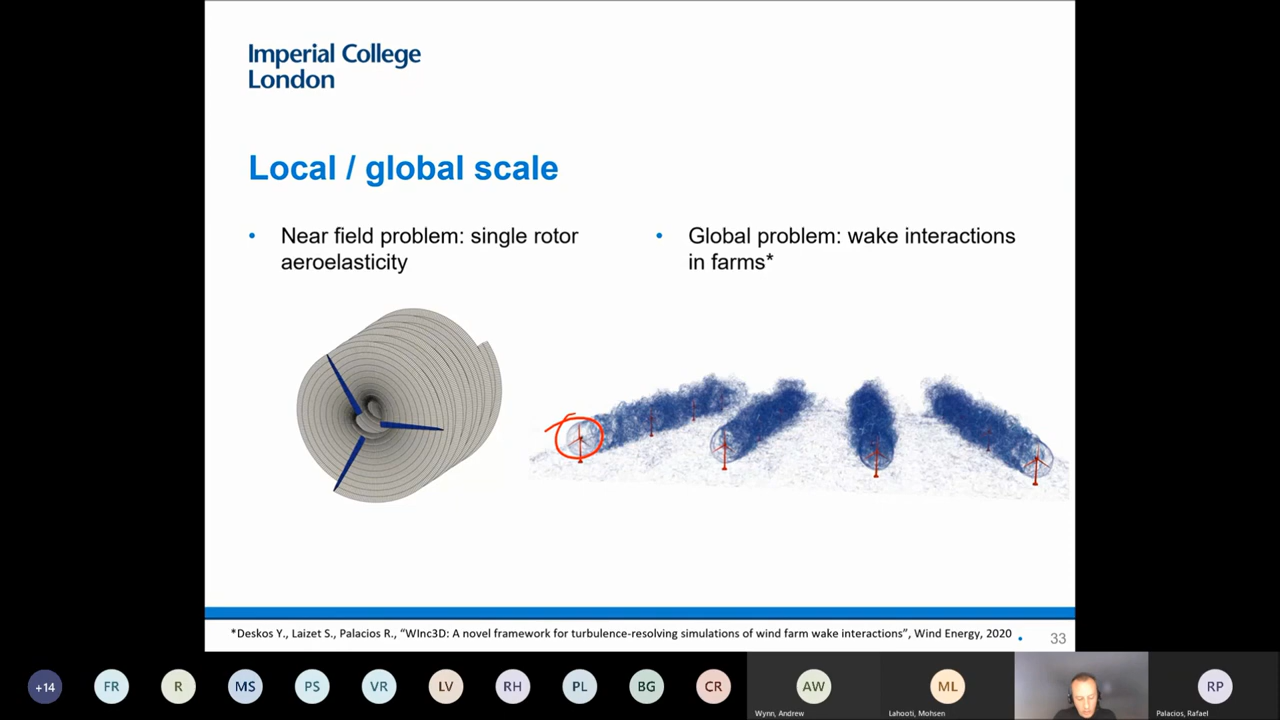 Imperial College
London
Local / global scale
• Near field problem: single rotor
aeroelasticity
• Global problem: wake interactions
in farms*
*Deskos Y., Laizet S., Palacios R., “WInc3D: A novel framework for turbulence-resolving simulations of wind farm wake interactions”, Wind Energy, 2020
33
+14
FR
R
MS
PS
VR
LV
RH
PL
BG
CR
AW
Wynn, Andrew
ML
Lahooti, Mohsen
RP
Palacios, Rafael